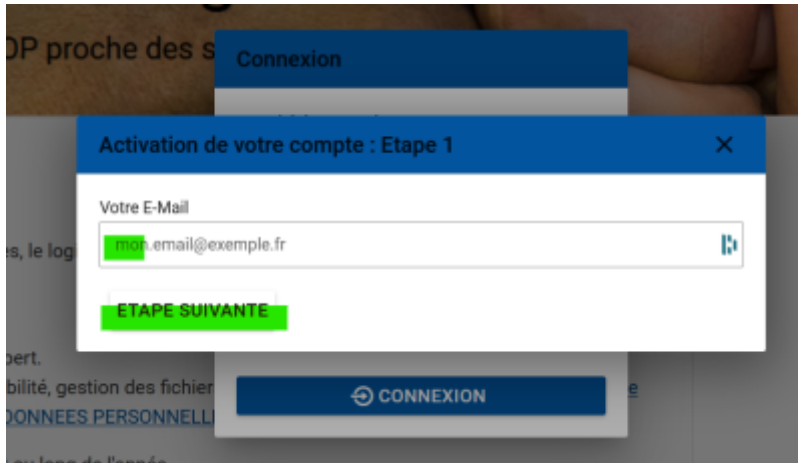 OP proche des s
Connexion
Activation de votre compte : Etape 1
Votre E-Mail
es, le log
mon.email@exemple.fr
ETAPE SUIVANTE
pert.
bilité, gestion des fichier
e
CONNEXION
DONNEES PERSONNELL